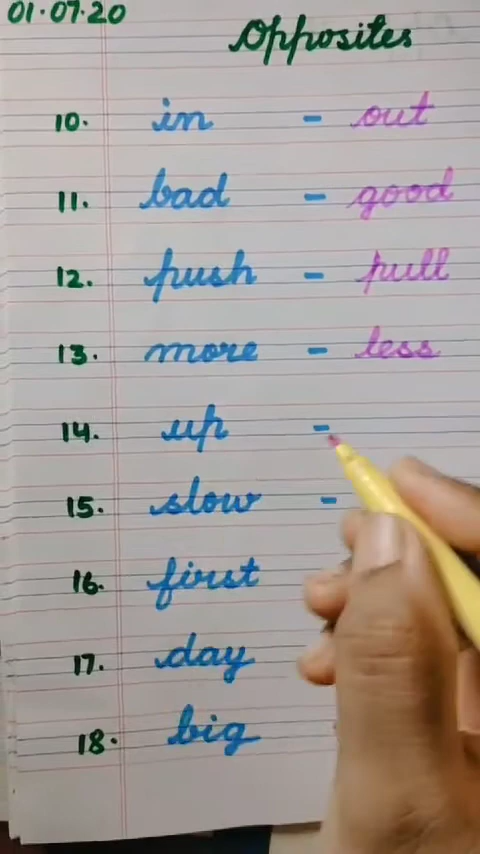 01.07.20
Opposites
10. in - out
11. bad - good
12. push - pull
13. more - less
14. up -
15. slow -
16. first
17. day
18. big